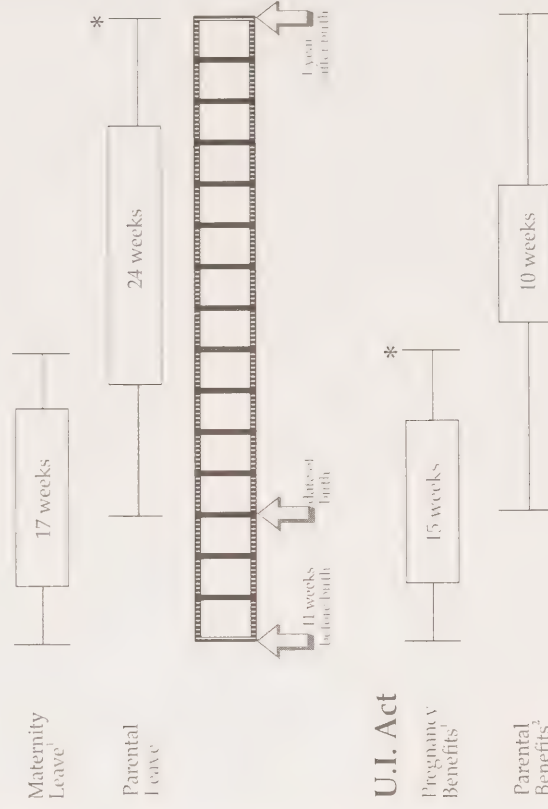 Maternity
Leave¹
17 weeks
Parental
Leave
24 weeks
*
11 weeks
before birth
date of
birth
1 year
after birth
U.I. Act
Pregnancy
Benefits¹
15 weeks
*
Parental
Benefits²
10 weeks